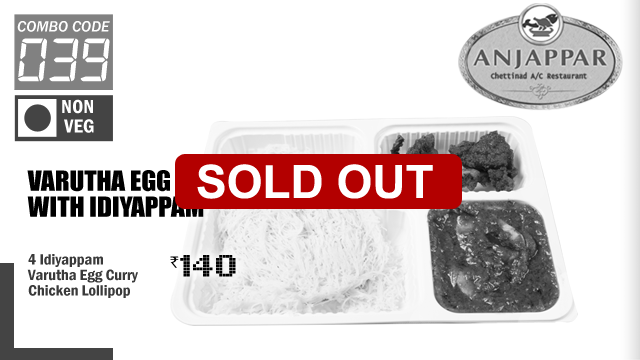 COMBO CODE
039
NON
VEG
ANJAPPAR
Chettinad A/C Restaurant
VARUTHA EGG
WITH IDIYAPPAM
SOLD OUT
4 Idiyappam
Varutha Egg Curry
Chicken Lollipop
₹140